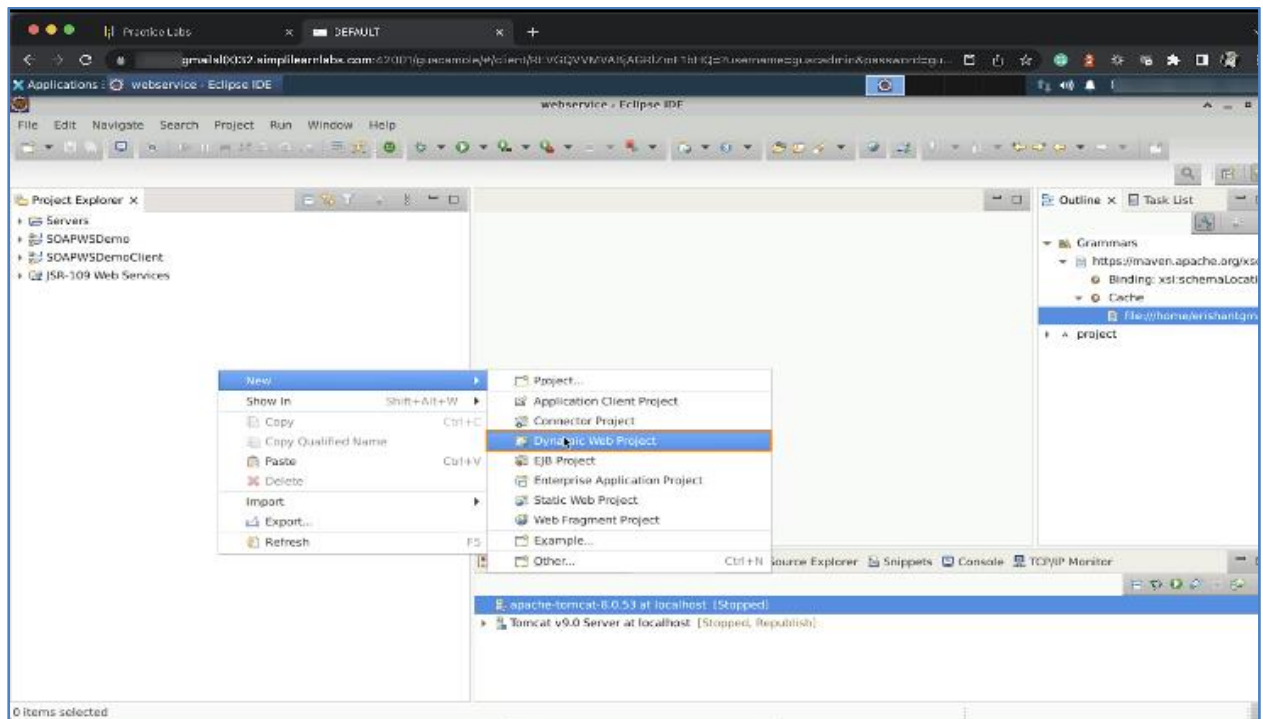 Practice Labs × DEFAULT × +
Applications : webservice - Eclipse IDE
webservice - Eclipse IDE
File Edit Navigate Search Project Run Window Help
Project Explorer × Outline × Task List
Servers
SOAPWSDemo
SOAPWSDemoClient
JSR-109 Web Services
Grammars
https://maven.apache.org/xs
Binding: xsi:schemaLocati
Cache
project
New
Show In Shift+Alt+W
Copy Ctrl+C
Copy Qualified Name
Paste Ctrl+V
Delete
Import
Export...
Refresh F5
Project...
Application Client Project
Connector Project
Dynamic Web Project
EJB Project
Enterprise Application Project
Static Web Project
Web Fragment Project
Example...
Other... Ctrl+N
Source Explorer Snippets Console TCP/IP Monitor
apache-tomcat-8.0.53 at localhost [Stopped]
Tomcat v9.0 Server at localhost [Stopped, Republish]
0 items selected